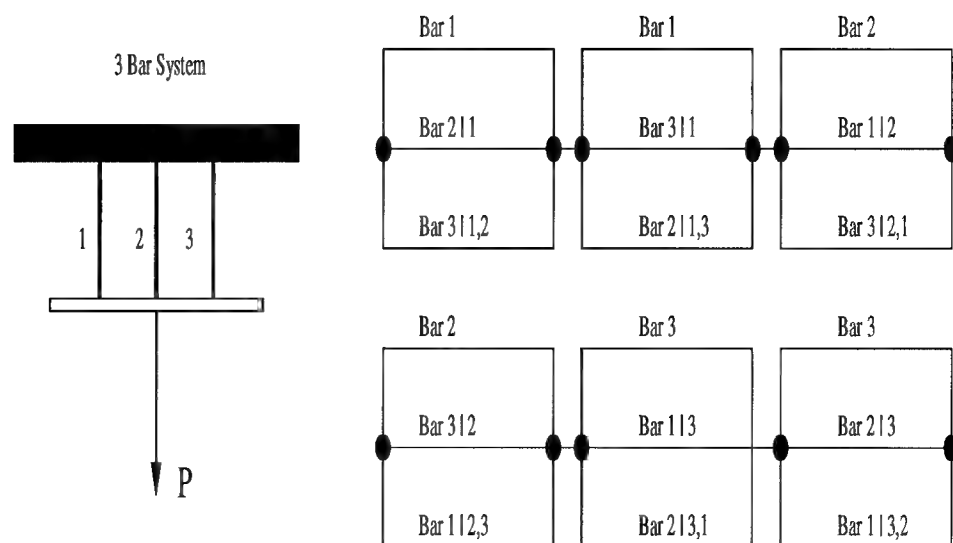 3 Bar System
1
2
3
P
Bar 1
Bar 2|1
Bar 3|1,2
Bar 1
Bar 3|1
Bar 2|1,3
Bar 2
Bar 1|2
Bar 3|2,1
Bar 2
Bar 3|2
Bar 1|2,3
Bar 3
Bar 1|3
Bar 2|3,1
Bar 3
Bar 2|3
Bar 1|3,2